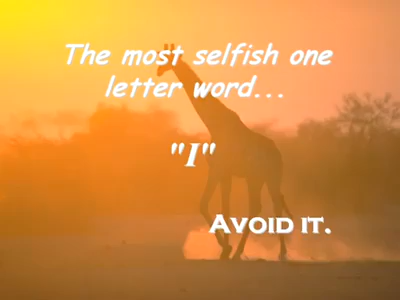 The most selfish one
letter word...
"I"
Avoid it.